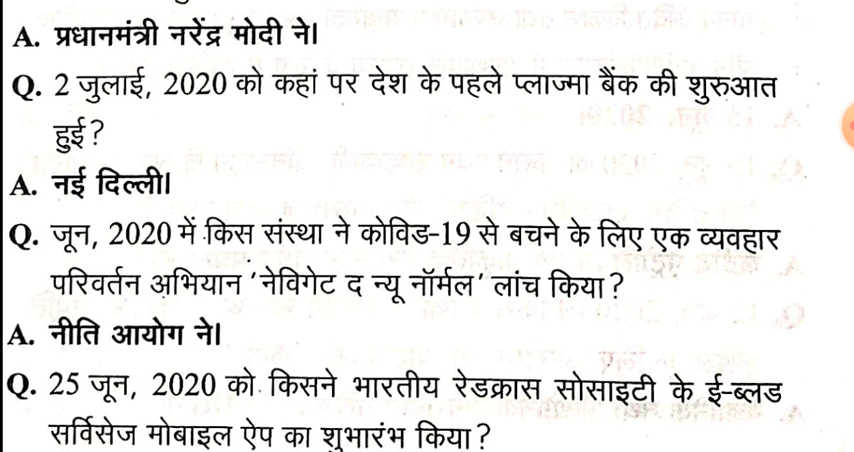 A. प्रधानमंत्री नरेंद्र मोदी ने।
Q. 2 जुलाई, 2020 को कहां पर देश के पहले प्लाज्मा बैंक की शुरुआत
हुई?
A. नई दिल्ली।
Q. जून, 2020 में किस संस्था ने कोविड-19 से बचने के लिए एक व्यवहार
परिवर्तन अभियान 'नेविगेट द न्यू नॉर्मल' लांच किया?
A. नीति आयोग ने।
Q. 25 जून, 2020 को किसने भारतीय रेडक्रास सोसाइटी के ई-ब्लड
सर्विसेज मोबाइल ऐप का शुभारंभ किया?